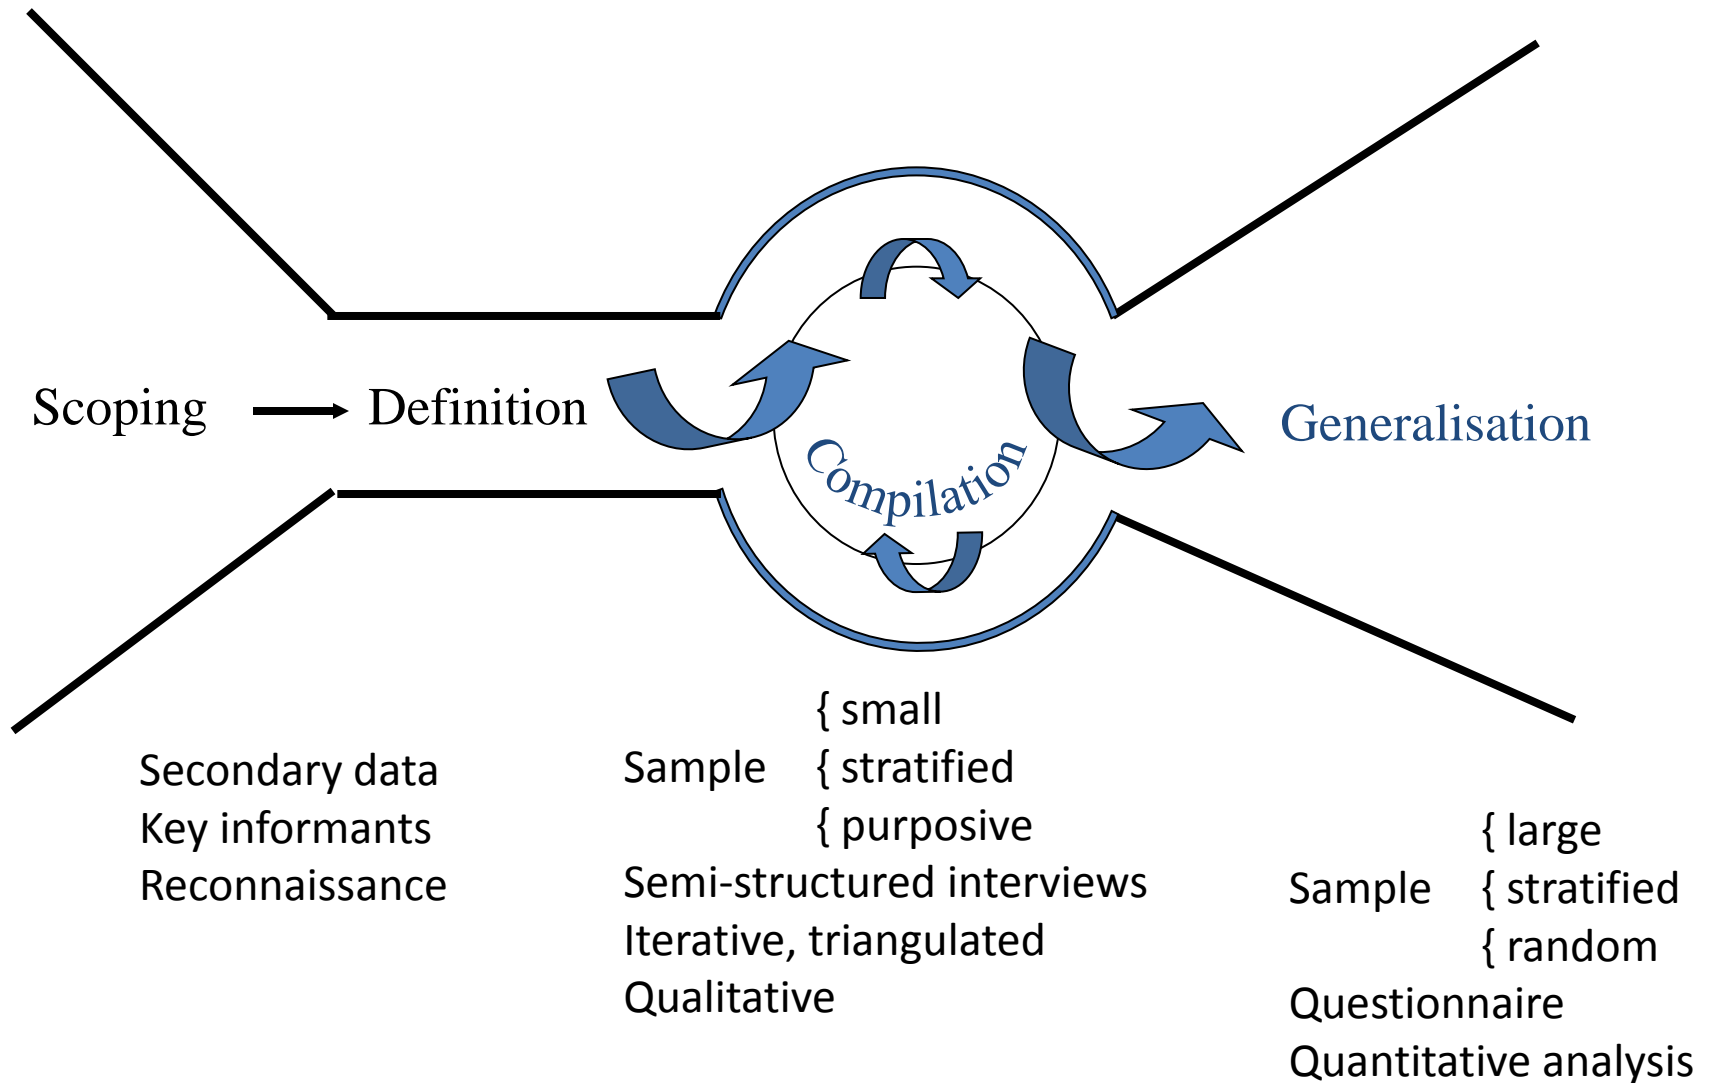 Scoping
Definition
Compilation
Generalisation
Secondary data
Key informants
Reconnaissance
{ small
Sample { stratified
{ purposive
Semi-structured interviews
Iterative, triangulated
Qualitative
{ large
Sample { stratified
{ random
Questionnaire
Quantitative analysis